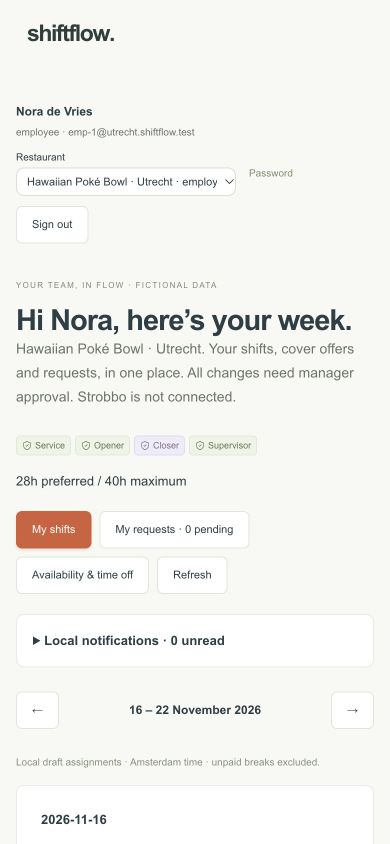 shiftflow.
Nora de Vries
employee · emp-1@utrecht.shiftflow.test
Restaurant
Hawaiian Poké Bowl · Utrecht · employ
Password
Sign out
YOUR TEAM, IN FLOW · FICTIONAL DATA
Hi Nora, here’s your week.
Hawaiian Poké Bowl · Utrecht. Your shifts, cover offers
and requests, in one place. All changes need manager
approval. Strobbo is not connected.
Service Opener Closer Supervisor
28h preferred / 40h maximum
My shifts My requests · 0 pending
Availability & time off Refresh
▶ Local notifications · 0 unread
← 16 – 22 November 2026 →
Local draft assignments · Amsterdam time · unpaid breaks excluded.
2026-11-16